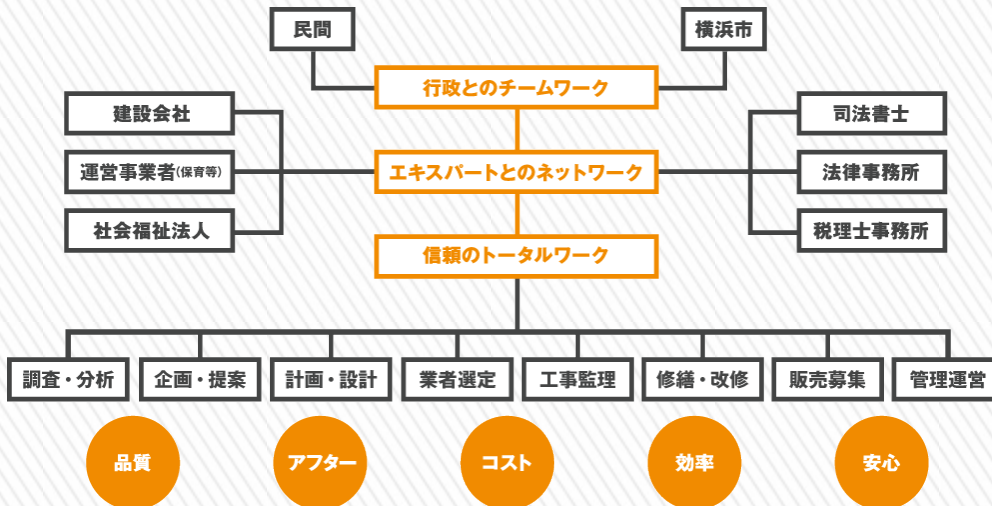 民間
横浜市
行政とのチームワーク
建設会社
司法書士
運営事業者(保育等)
エキスパートとのネットワーク
法律事務所
社会福祉法人
税理士事務所
信頼のトータルワーク
調査・分析
企画・提案
計画・設計
業者選定
工事監理
修繕・改修
販売募集
管理運営
品質
アフター
コスト
効率
安心